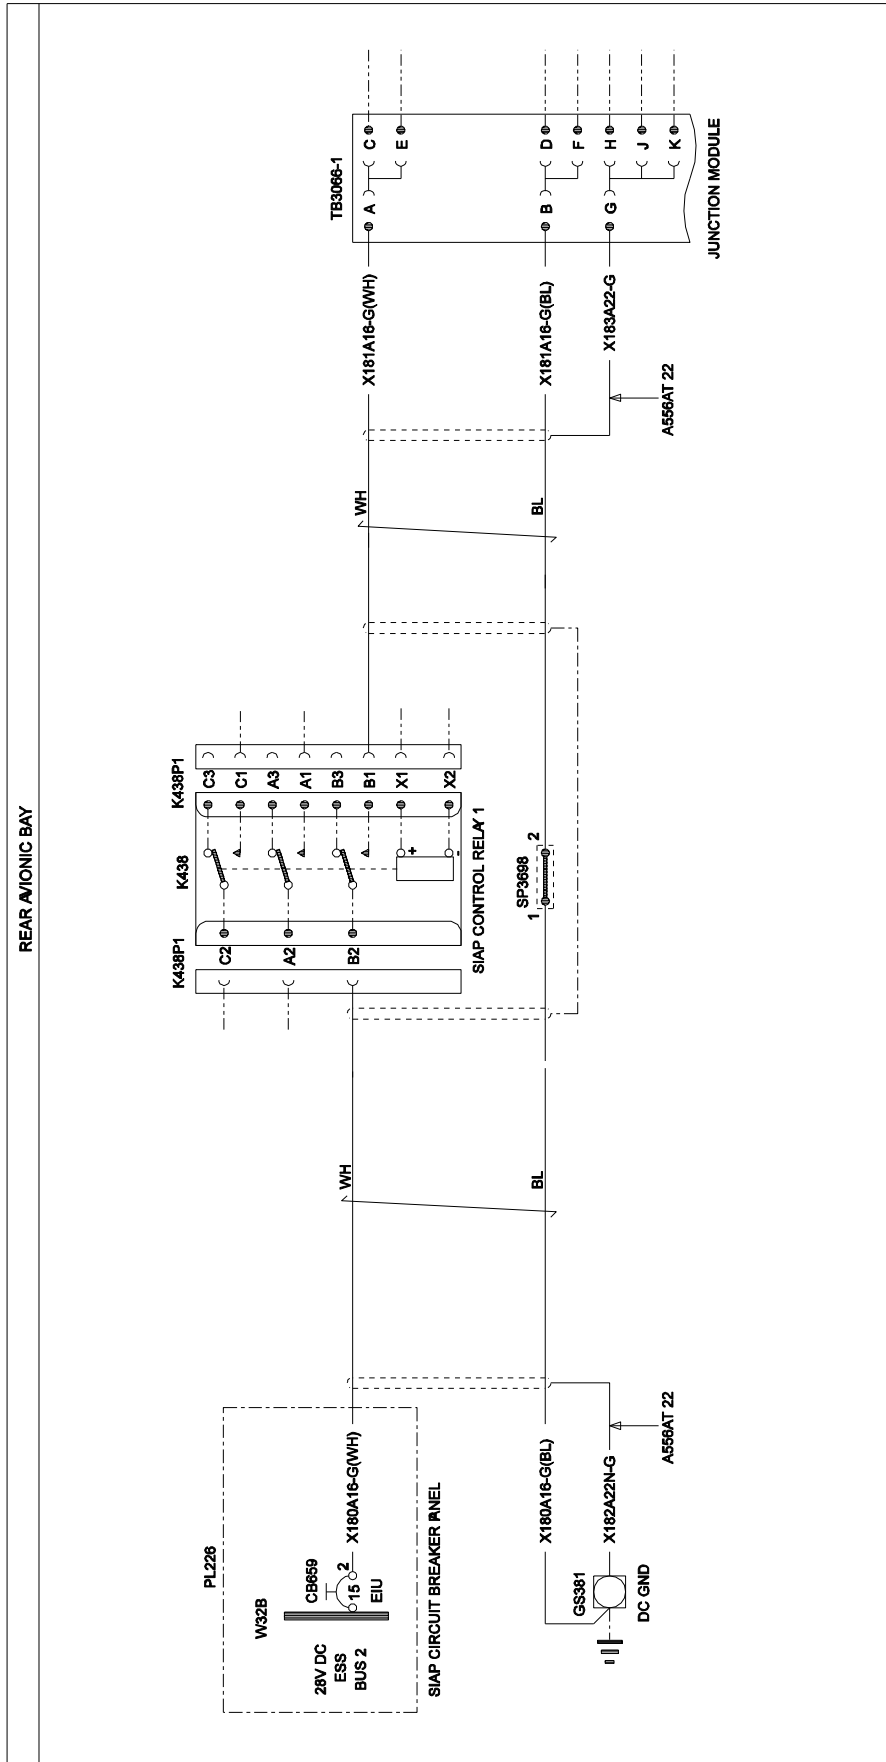 REAR AVIONIC BAY
PL226
W32B
28V DC
ESS
BUS 2
CB659
15
2
EIU
SIAP CIRCUIT BREAKER PANEL
X180A16-G(WH)
X180A16-G(BL)
X182A22N-G
GS381
DC GND
A556AT 22
WH
BL
K438P1
K438
K438P1
C2
A2
B2
C3
C1
A3
A1
B3
B1
X1
X2
+
-
SIAP CONTROL RELAY 1
SP3698
1
2
WH
BL
X181A16-G(WH)
X181A16-G(BL)
X183A22-G
A556AT 22
TB3066-1
A
C
E
B
D
F
G
H
J
K
JUNCTION MODULE